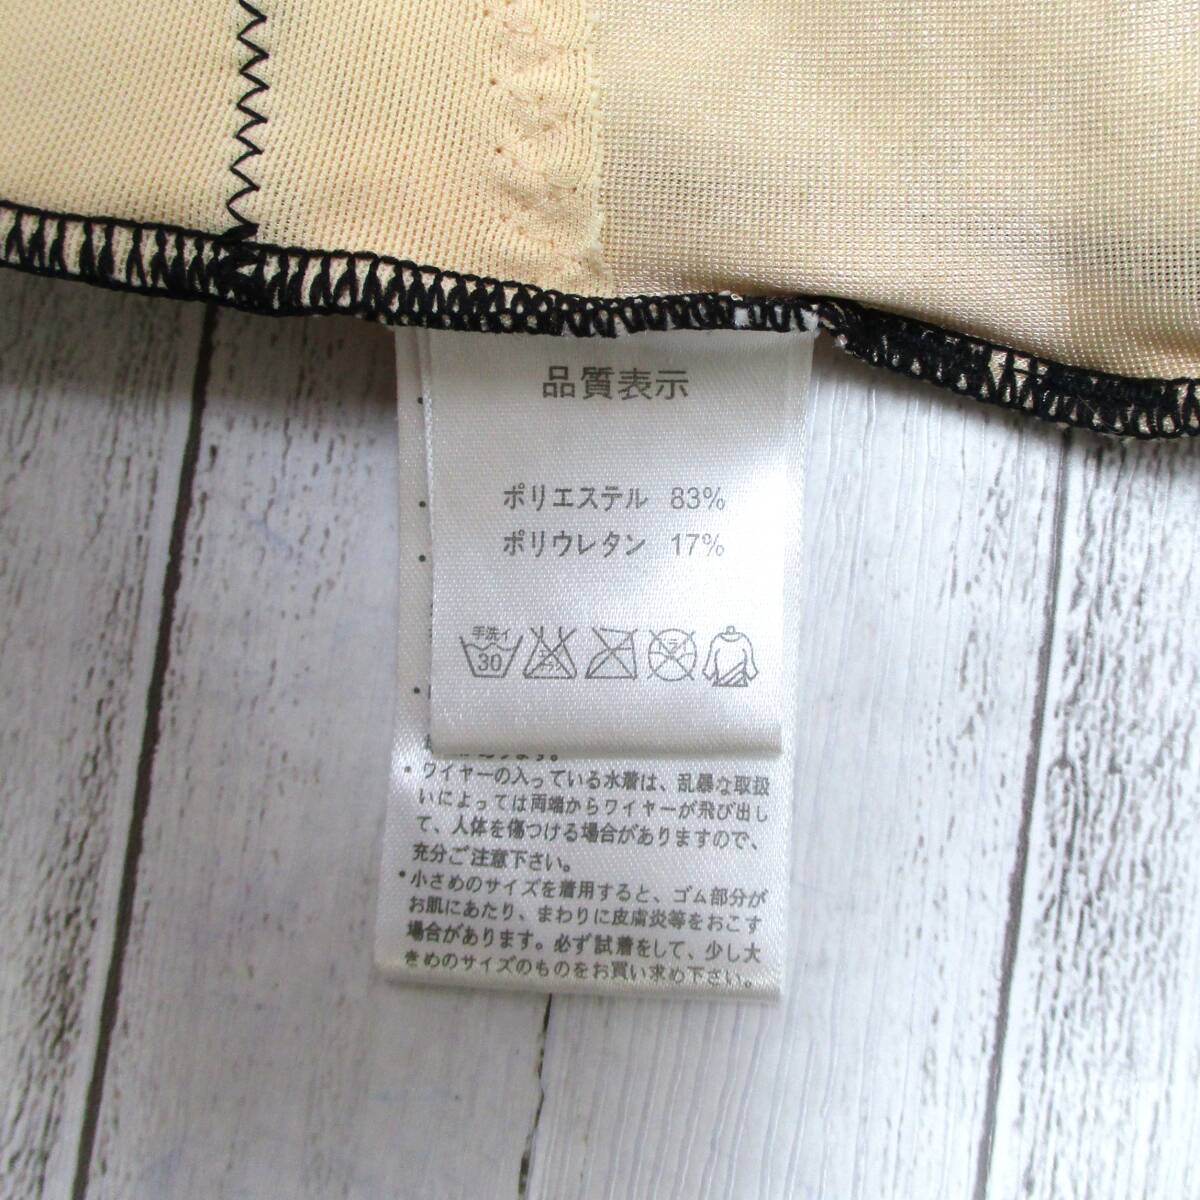 品質表示
ポリエステル 83%
ポリウレタン 17%
手洗イ
30
ります。
・ワイヤーの入っている水着は、乱暴な取扱
いによっては両端からワイヤーが飛び出し
て、人体を傷つける場合がありますので、
充分ご注意下さい。
・小さめのサイズを着用すると、ゴム部分が
お肌にあたり、まわりに皮膚炎等をおこす
場合があります。必ず試着をして、少し大
きめのサイズのものをお買い求め下さい。